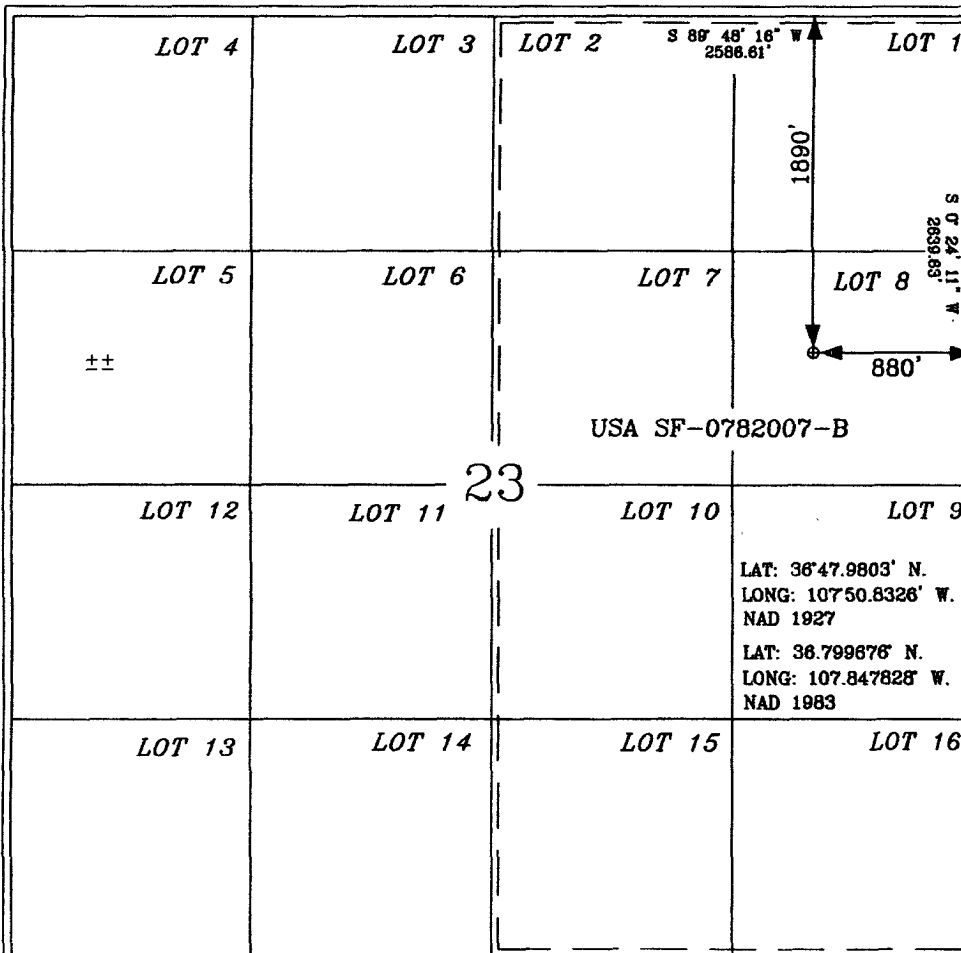 LOT 4
LOT 3
LOT 2
S 89° 48' 16" W
2586.61'
LOT 1
1890'
S 0° 24' 11" W
2639.63'
LOT 5
LOT 6
LOT 7
LOT 8
±±
880'
USA SF-0782007-B
23
LOT 12
LOT 11
LOT 10
LOT 9
LAT: 36°47.9803' N.
LONG: 107°50.8326' W.
NAD 1927
LAT: 36.799676° N.
LONG: 107.847828° W.
NAD 1983
LOT 13
LOT 14
LOT 15
LOT 16